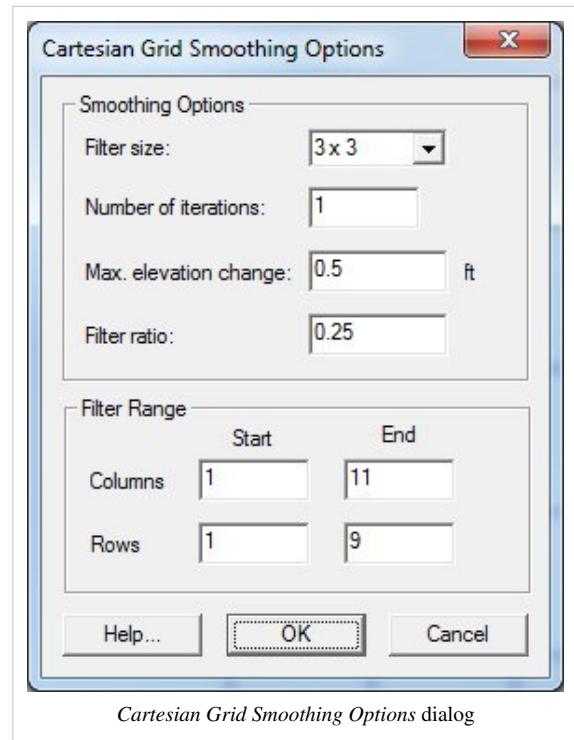 Cartesian Grid Smoothing Options
Smoothing Options
Filter size: 3 x 3
Number of iterations: 1
Max. elevation change: 0.5 ft
Filter ratio: 0.25
Filter Range
Start End
Columns 1 11
Rows 1 9
Help... OK Cancel
Cartesian Grid Smoothing Options dialog